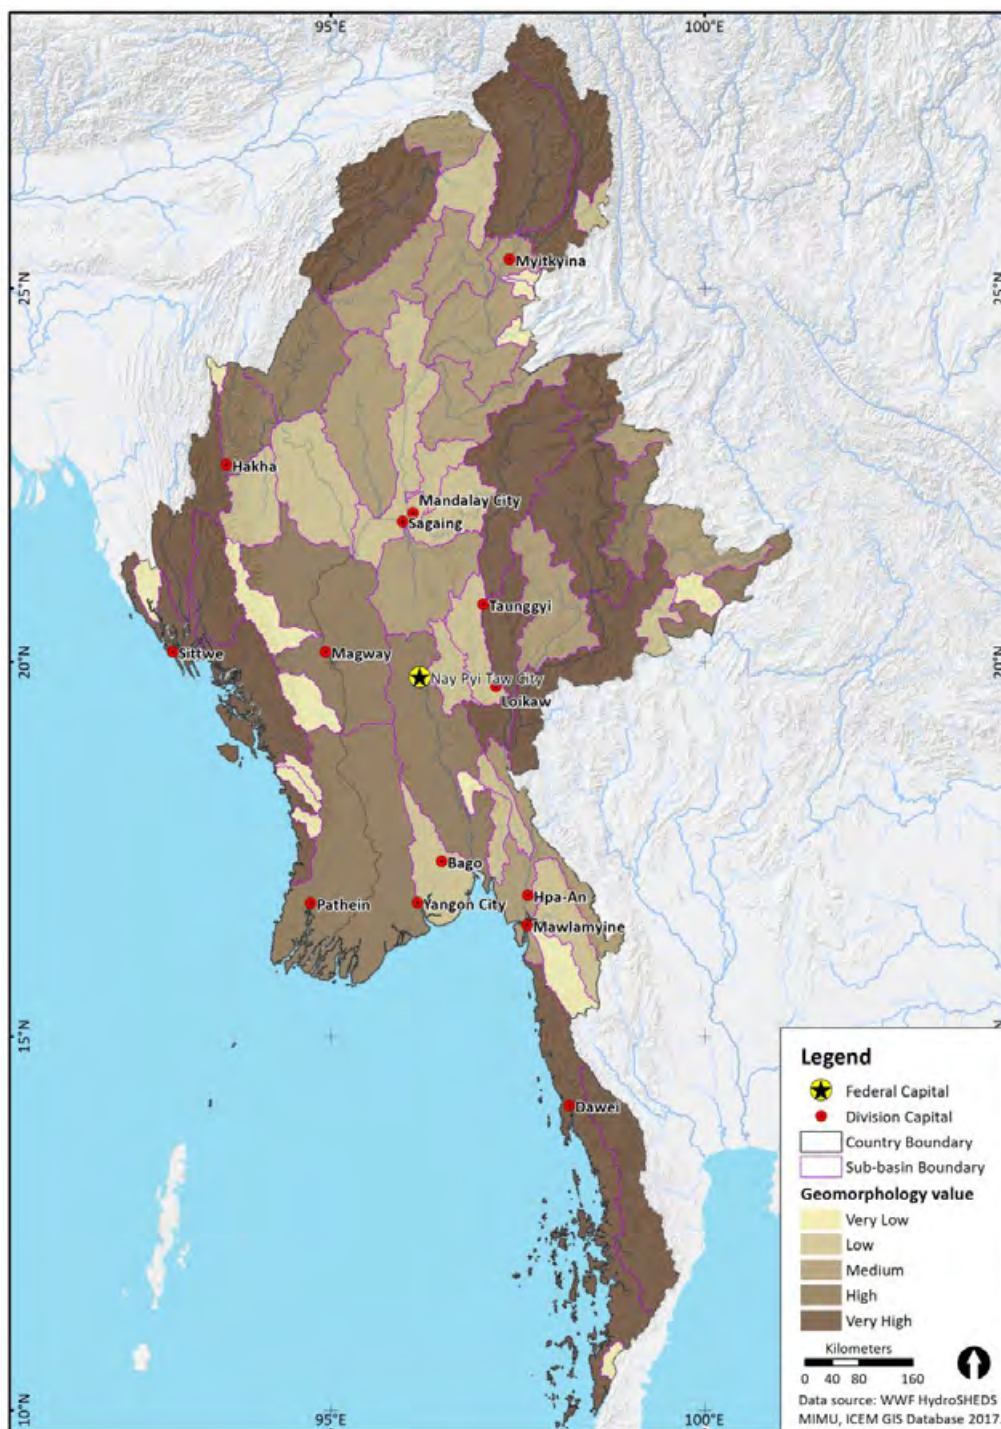 95°E
100°E
Myitkyina
25°N
25°N
Hakha
Mandalay City
Sagaing
Taunggyi
Sittwe
Magway
20°N
20°N
Nay Pyi Taw City
Loikaw
Bago
Pathein
Yangon City
Hpa-An
Mawlamyine
15°N
Dawei
Legend
Federal Capital
Division Capital
Country Boundary
Sub-basin Boundary
Geomorphology value
Very Low
Low
Medium
High
Very High
Kilometers
0 40 80 160
Data source: WWF HydroSHEDS
MIMU, ICEM GIS Database 2017.
10°N
95°E
100°E